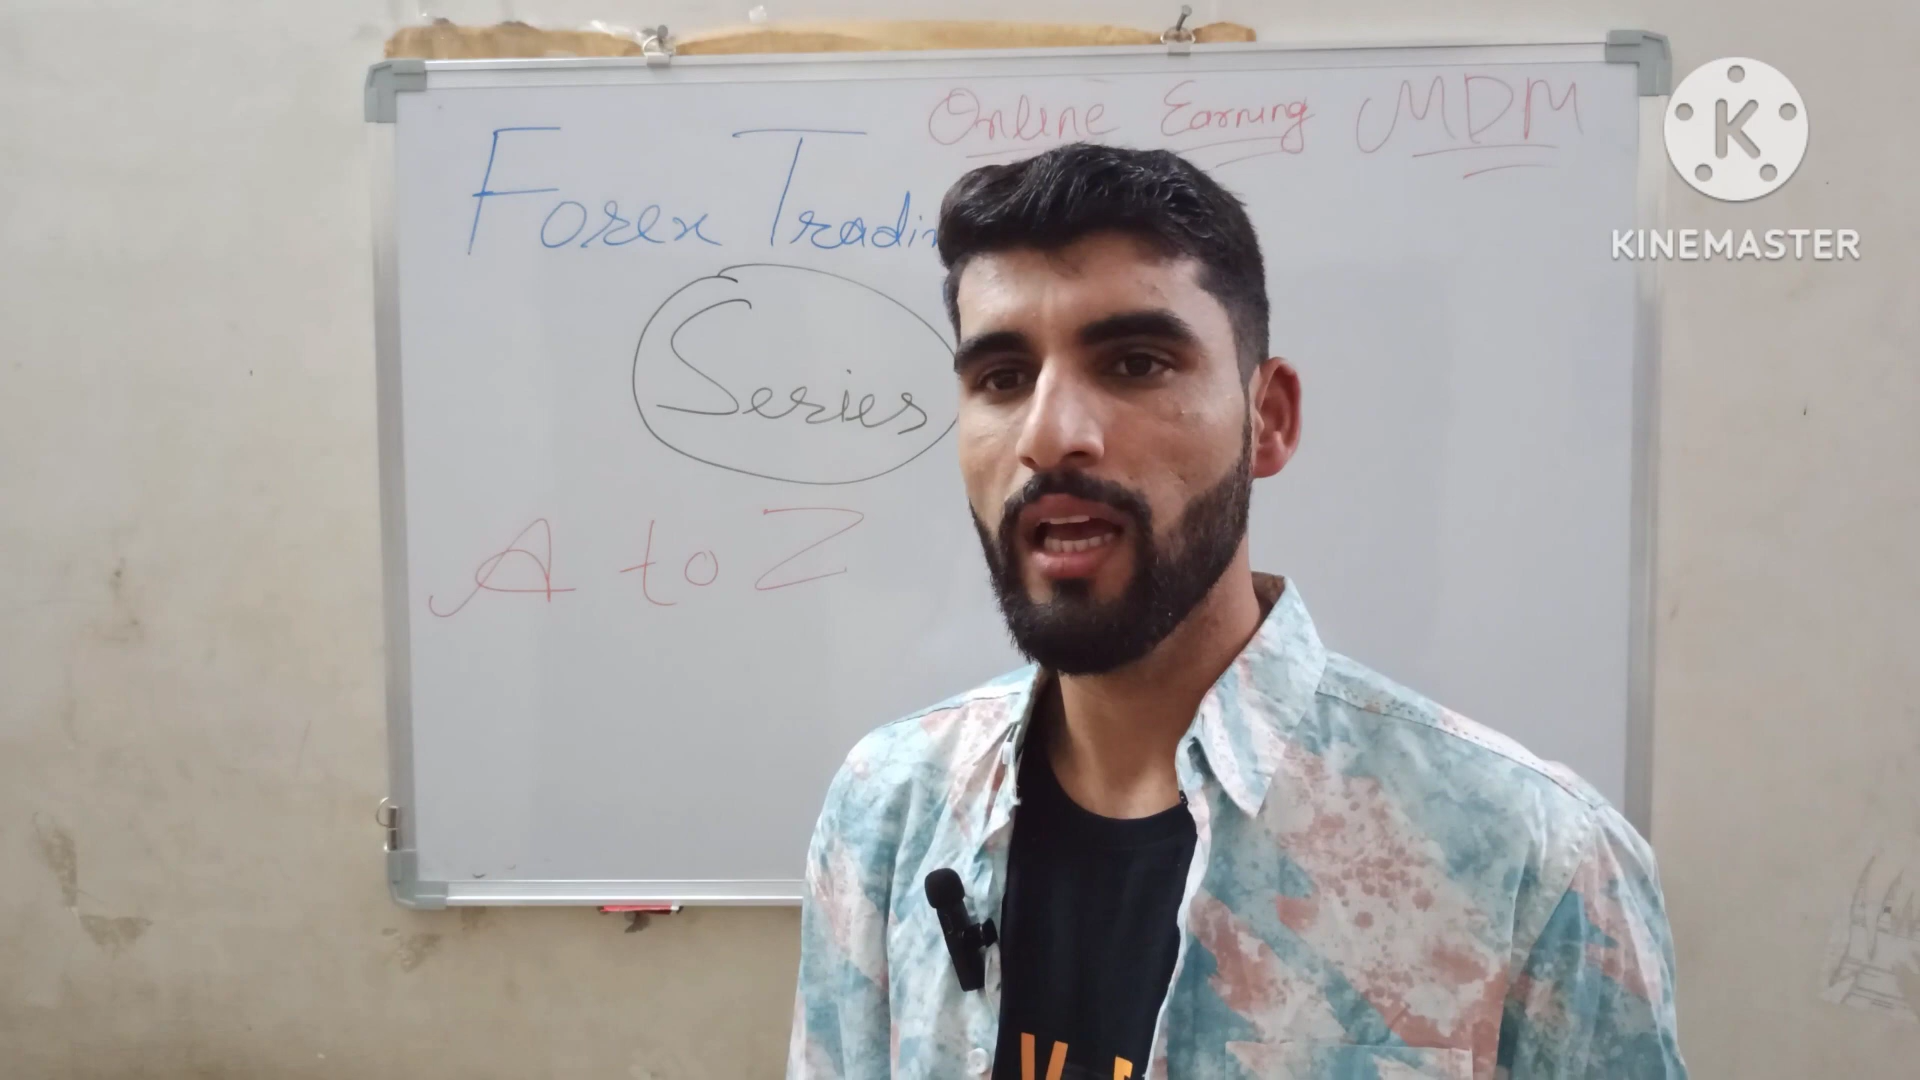 Online Earning MDM
Forex Tradin
Series
A to Z
K
KINEMASTER